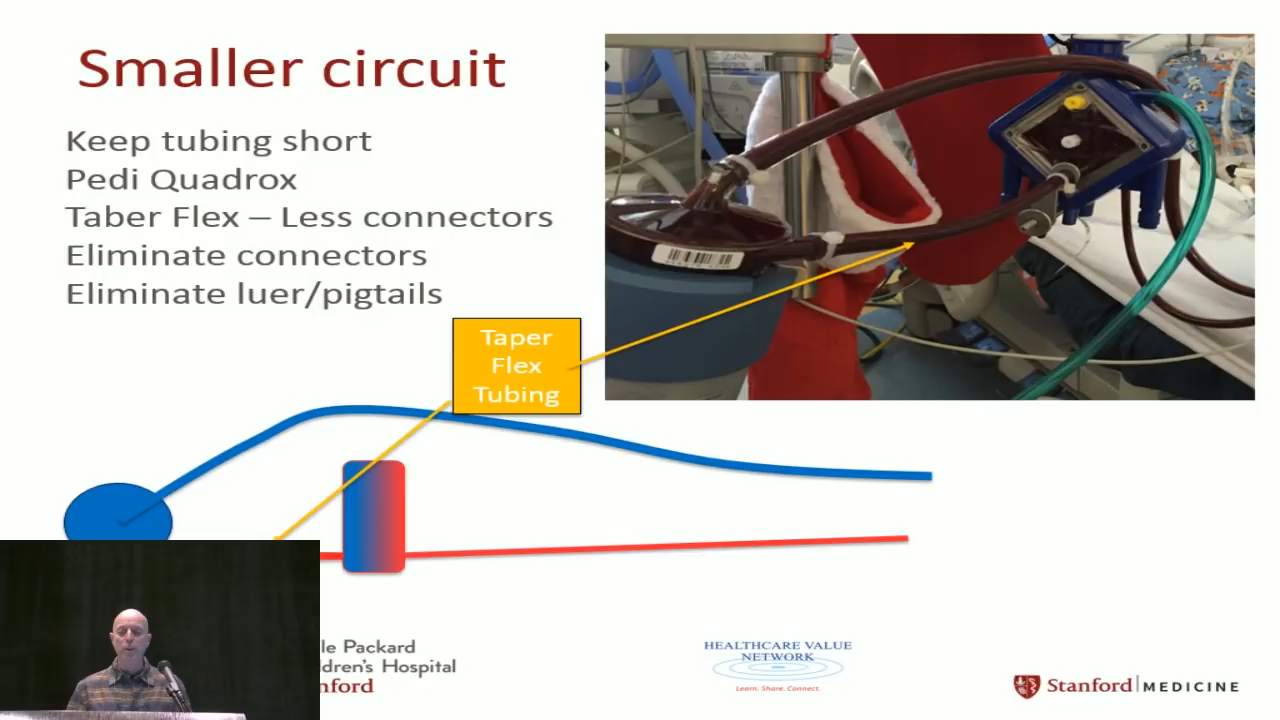 Smaller circuit
Keep tubing short
Pedi Quadrox
Taber Flex – Less connectors
Eliminate connectors
Eliminate luer/pigtails
Taper
Flex
Tubing
le Packard
ldren's Hospital
nford
HEALTHCARE VALUE
NETWORK
Learn. Share. Connect.
Stanford MEDICINE